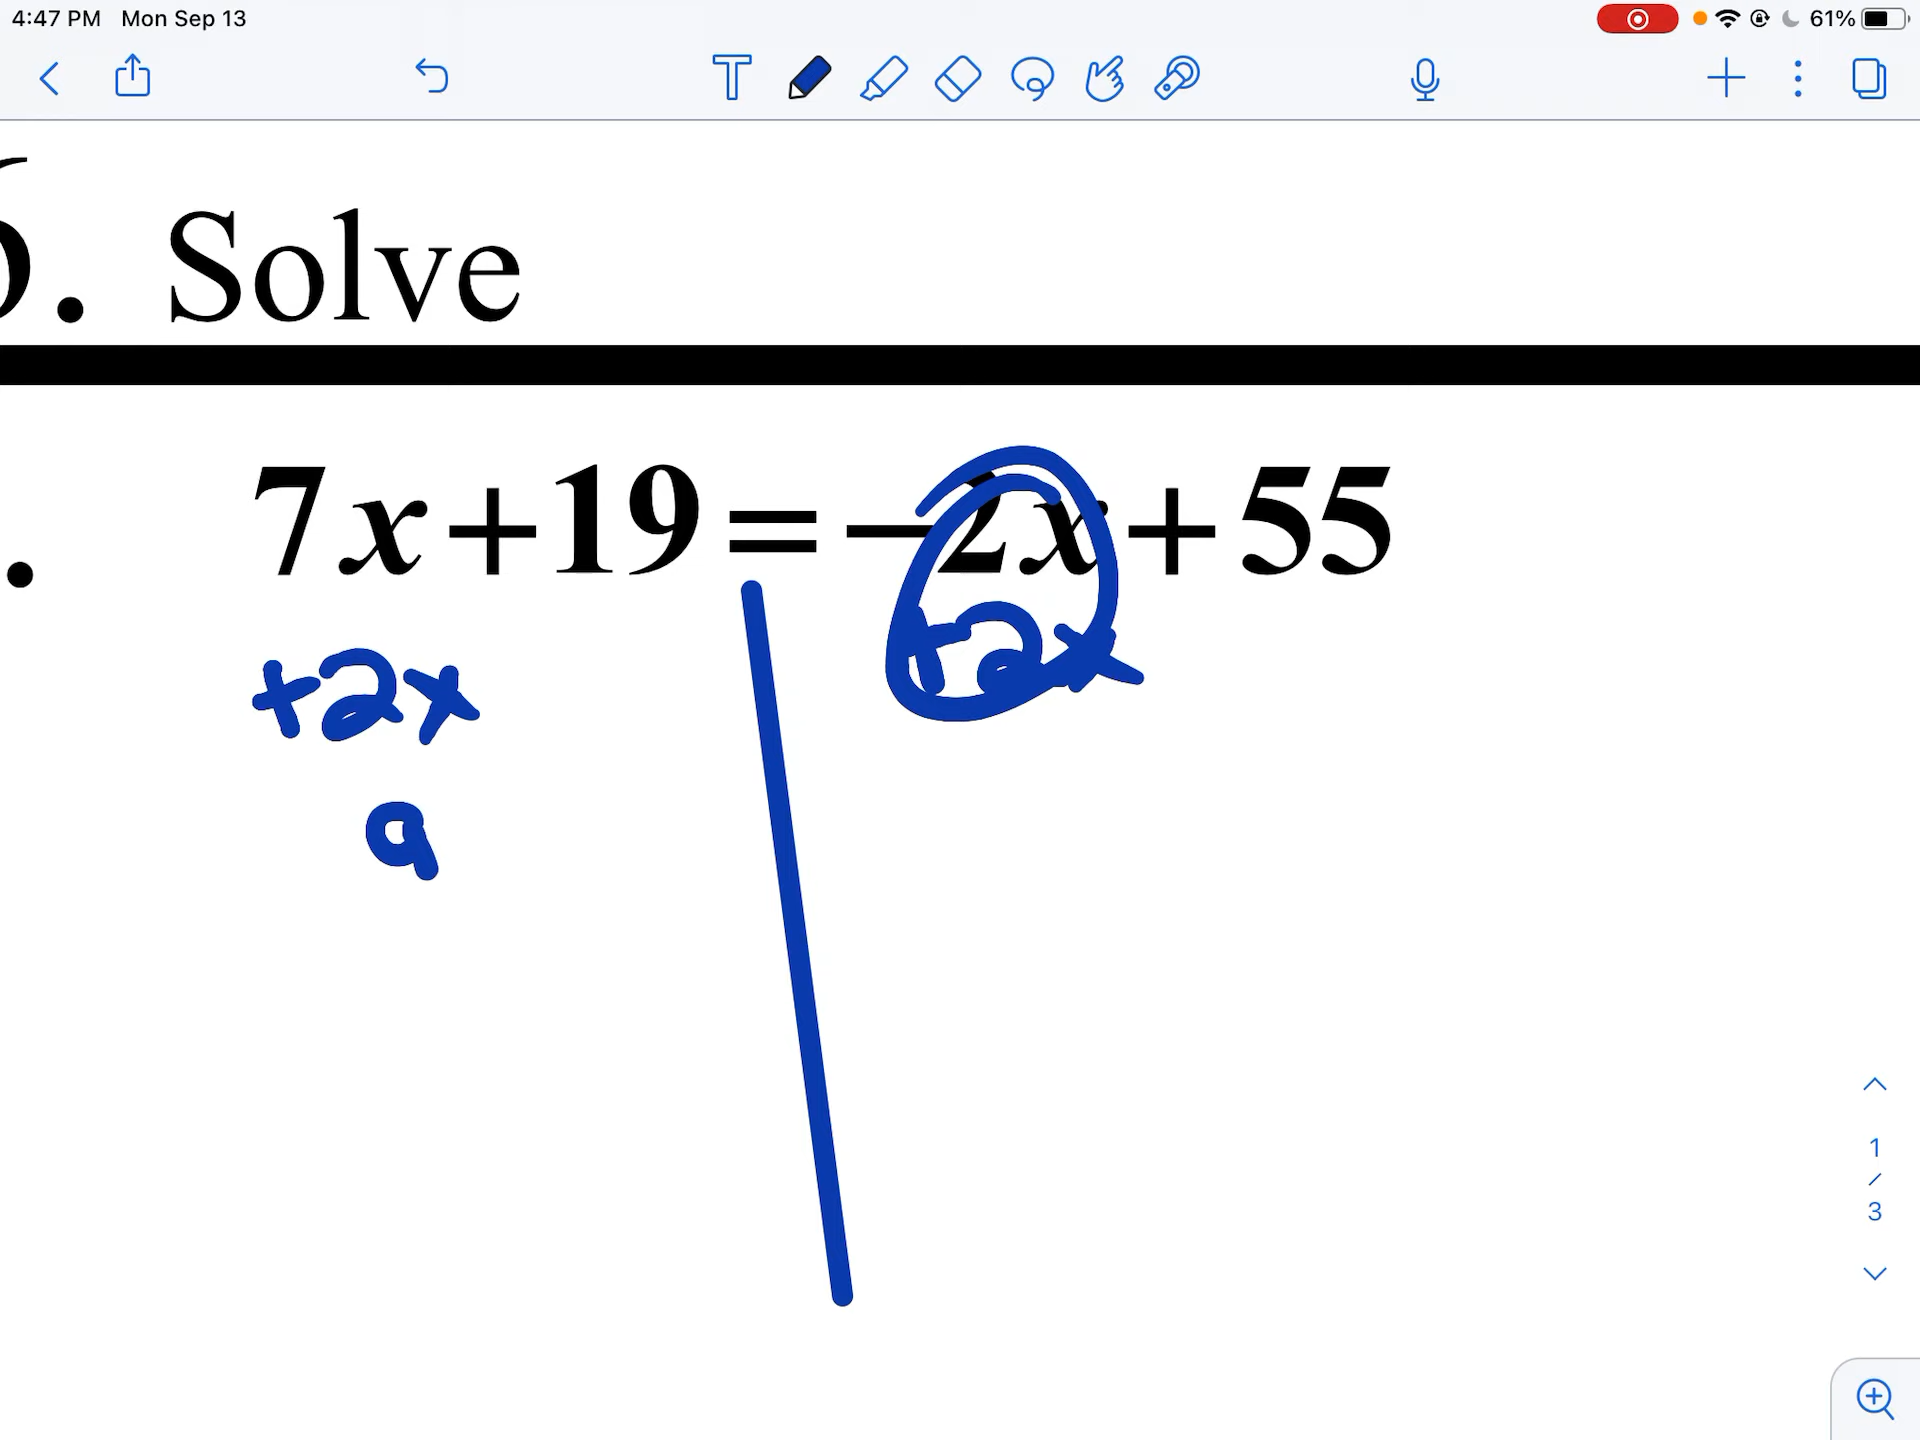 4:47 PM Mon Sep 13 61%
T
. Solve
. 7x+19=−2x+55
+2x +2x
9
1
/
3